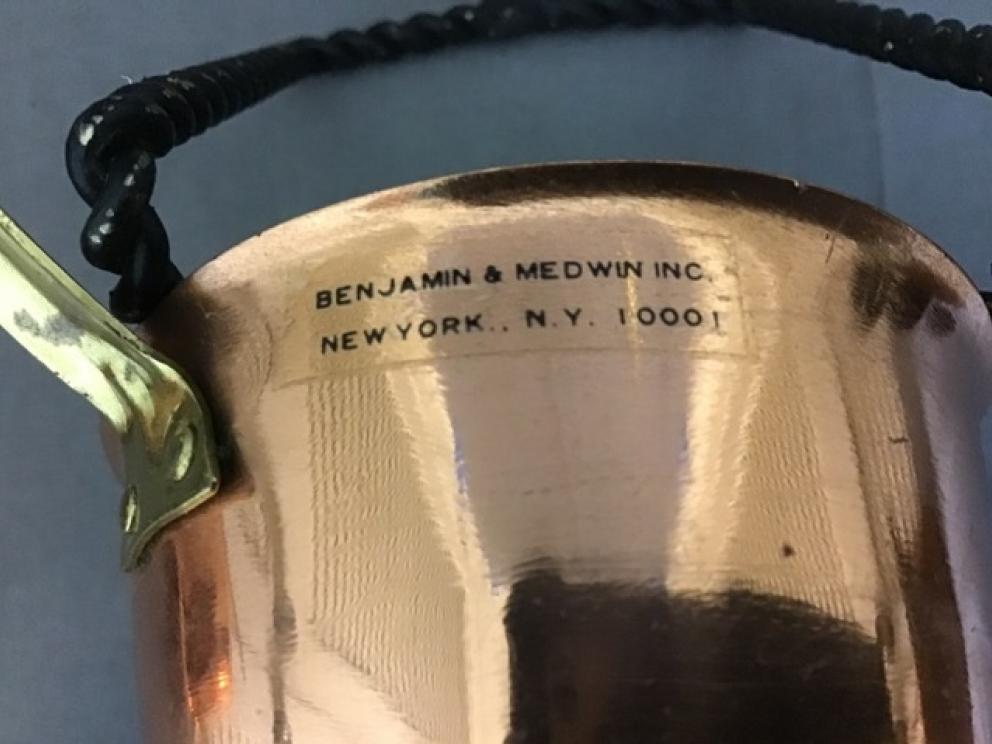 BENJAMIN & MEDWIN INC.
NEW YORK., N.Y. 10001